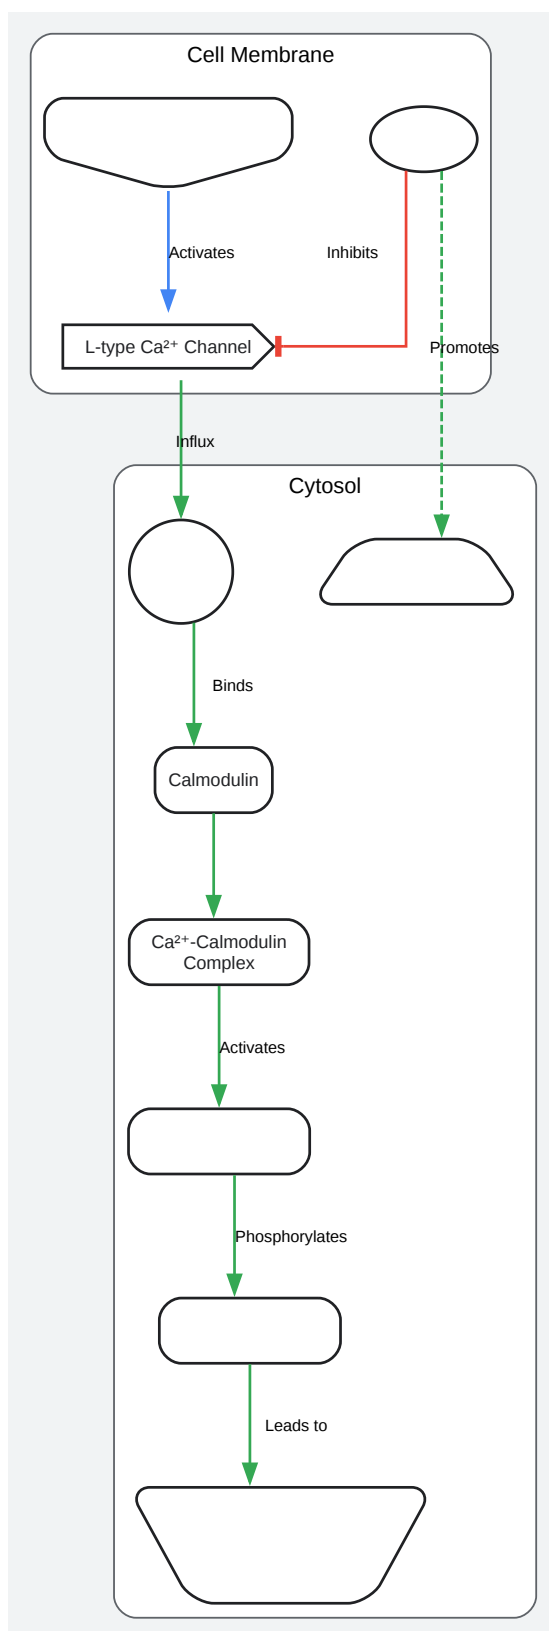 Cell Membrane
Activates
Inhibits
L-type Ca²⁺ Channel
Promotes
Influx
Cytosol
Binds
Calmodulin
Ca²⁺-Calmodulin
Complex
Activates
Phosphorylates
Leads to